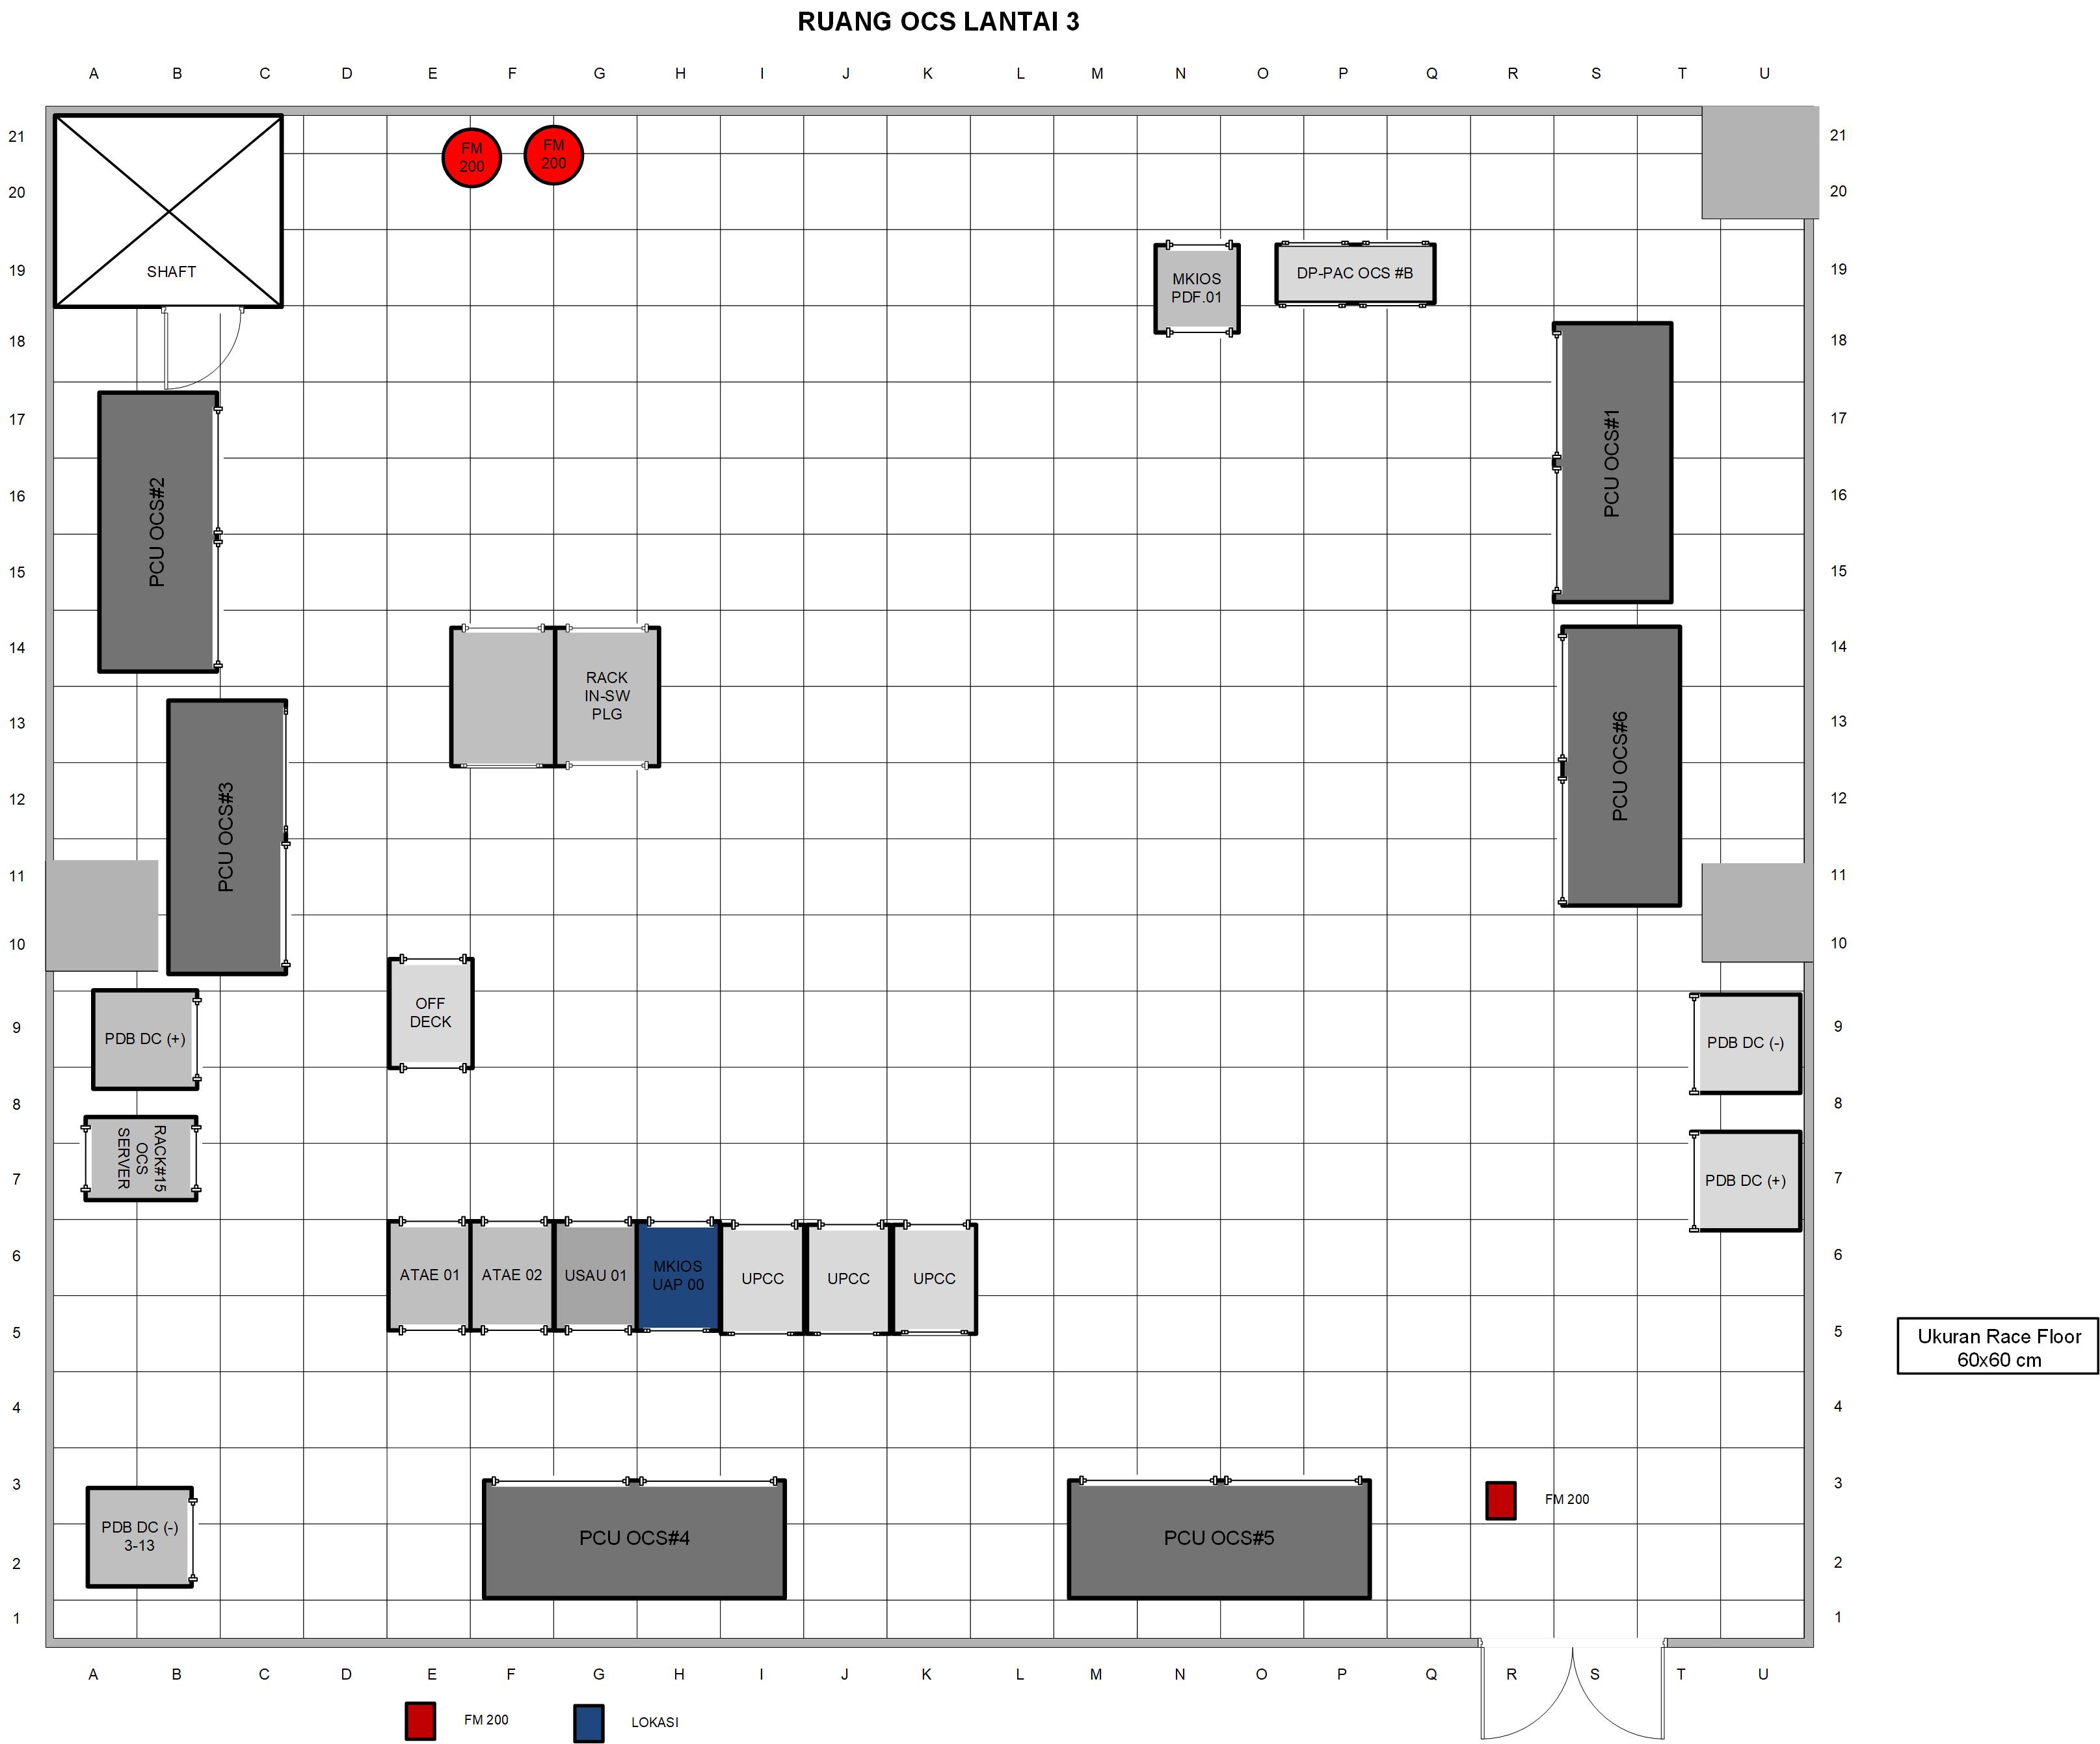 RUANG OCS LANTAI 3
A B C D E F G H I J K L M N O P Q R S T U
21 21
FM
200
FM
200
20 20
SHAFT
19 19
MKIOS
PDF.01
DP-PAC OCS #B
18 18
17 17
PCU OCS#2
PCU OCS#1
16 16
15 15
14 14
RACK
IN-SW
PLG
13 13
PCU OCS#3
PCU OCS#6
12 12
11 11
10 10
OFF
DECK
9 9
PDB DC (+)
PDB DC (-)
8 8
RACK#15
OCS
SERVER
7 7
PDB DC (+)
6 6
ATAE 01
ATAE 02
USAU 01
MKIOS
UAP 00
UPCC
UPCC
UPCC
5 5
Ukuran Race Floor
60x60 cm
4 4
3 3
FM 200
PDB DC (-)
3-13
PCU OCS#4
PCU OCS#5
2 2
1 1
A B C D E F G H I J K L M N O P Q R S T U
FM 200
LOKASI